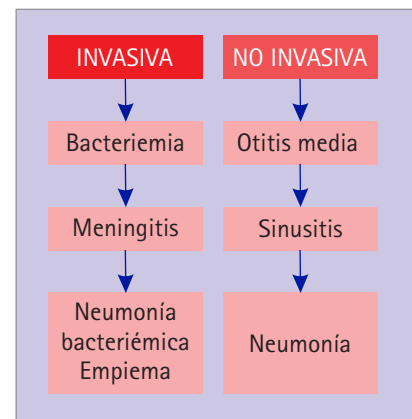 INVASIVA
Bacteriemia
Meningitis
Neumonía
bacteriémica
Empiema
NO INVASIVA
Otitis media
Sinusitis
Neumonía